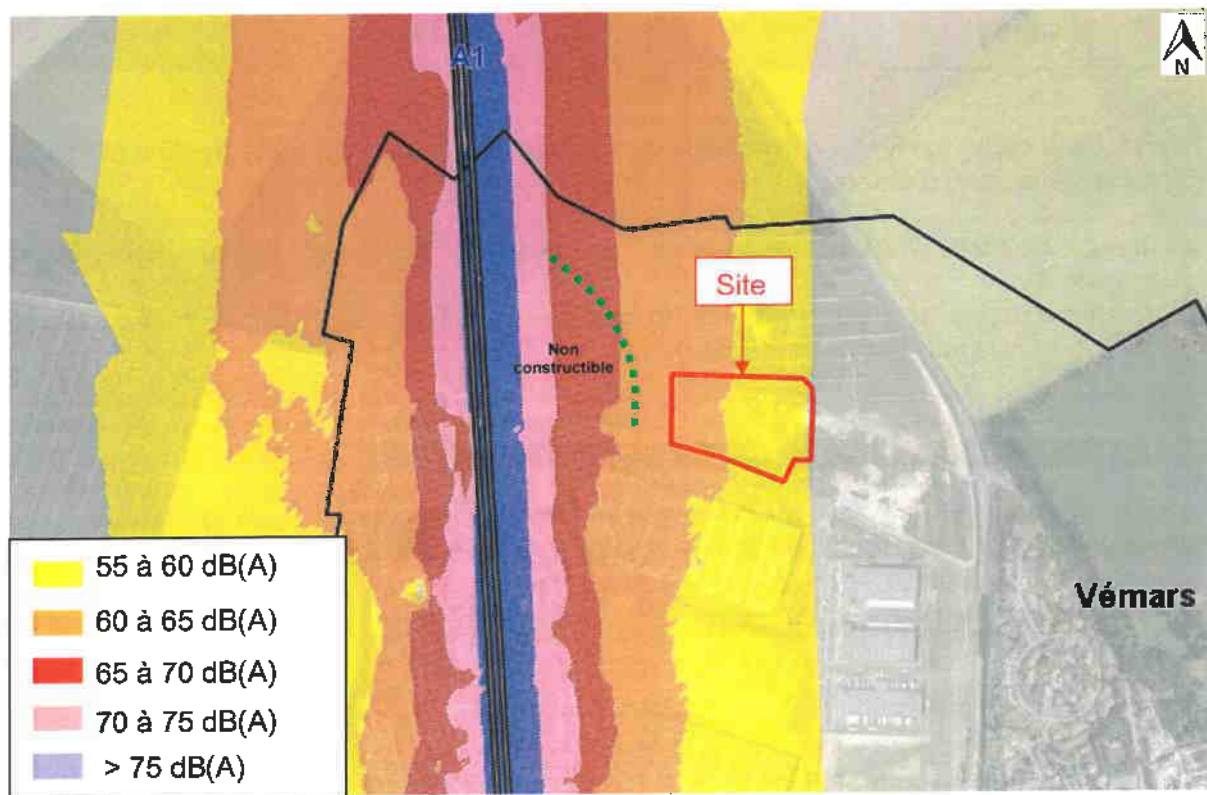 A1
N
Site
Non
constructible
Vémars
55 à 60 dB(A)
60 à 65 dB(A)
65 à 70 dB(A)
70 à 75 dB(A)
> 75 dB(A)